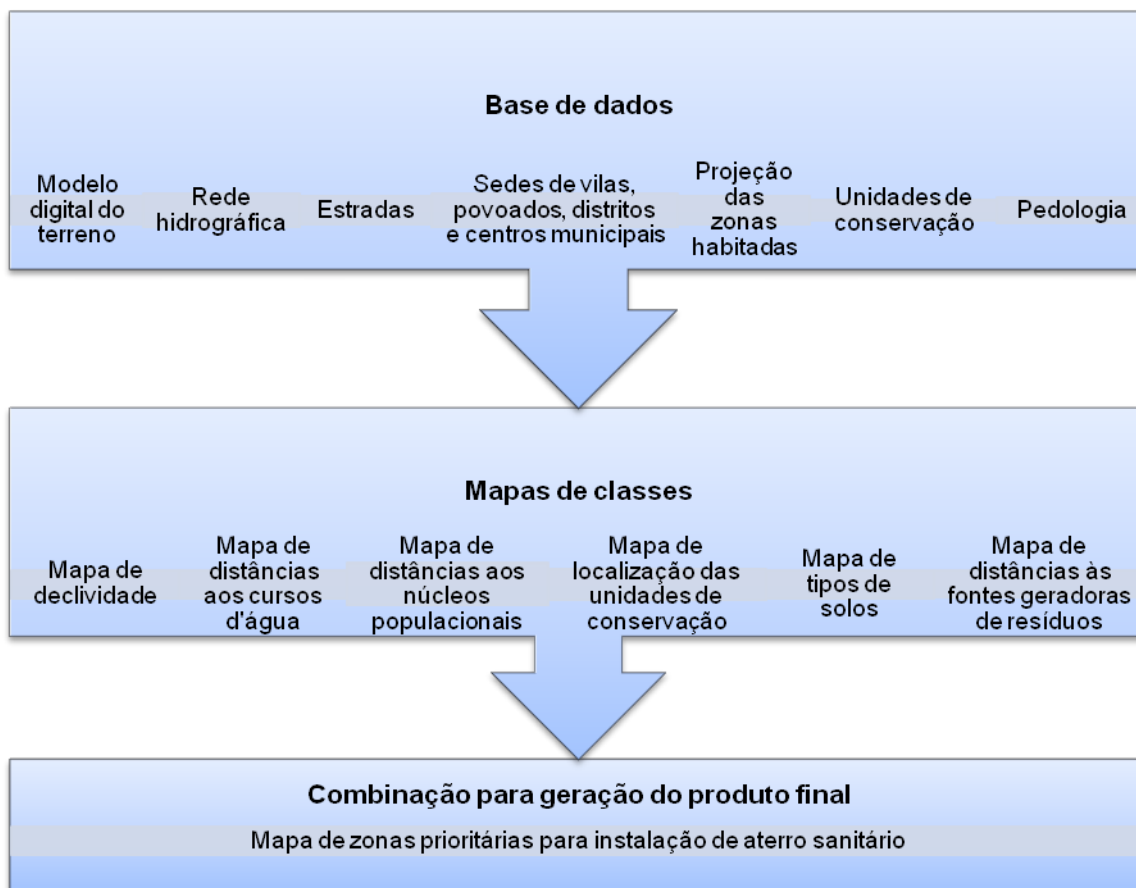 Base de dados
Modelo
digital do
terreno
Rede
hidrográfica
Estradas
Sedes de vilas,
povoados, distritos
e centros municipais
Projeção
das
zonas
habitadas
Unidades de
conservação
Pedologia
Mapas de classes
Mapa de
declividade
Mapa de
distâncias
aos cursos
d'água
Mapa de
distâncias aos
núcleos
populacionais
Mapa de
localização das
unidades de
conservação
Mapa de
tipos de
solos
Mapa de
distâncias às
fontes geradoras
de resíduos
Combinação para geração do produto final
Mapa de zonas prioritárias para instalação de aterro sanitário